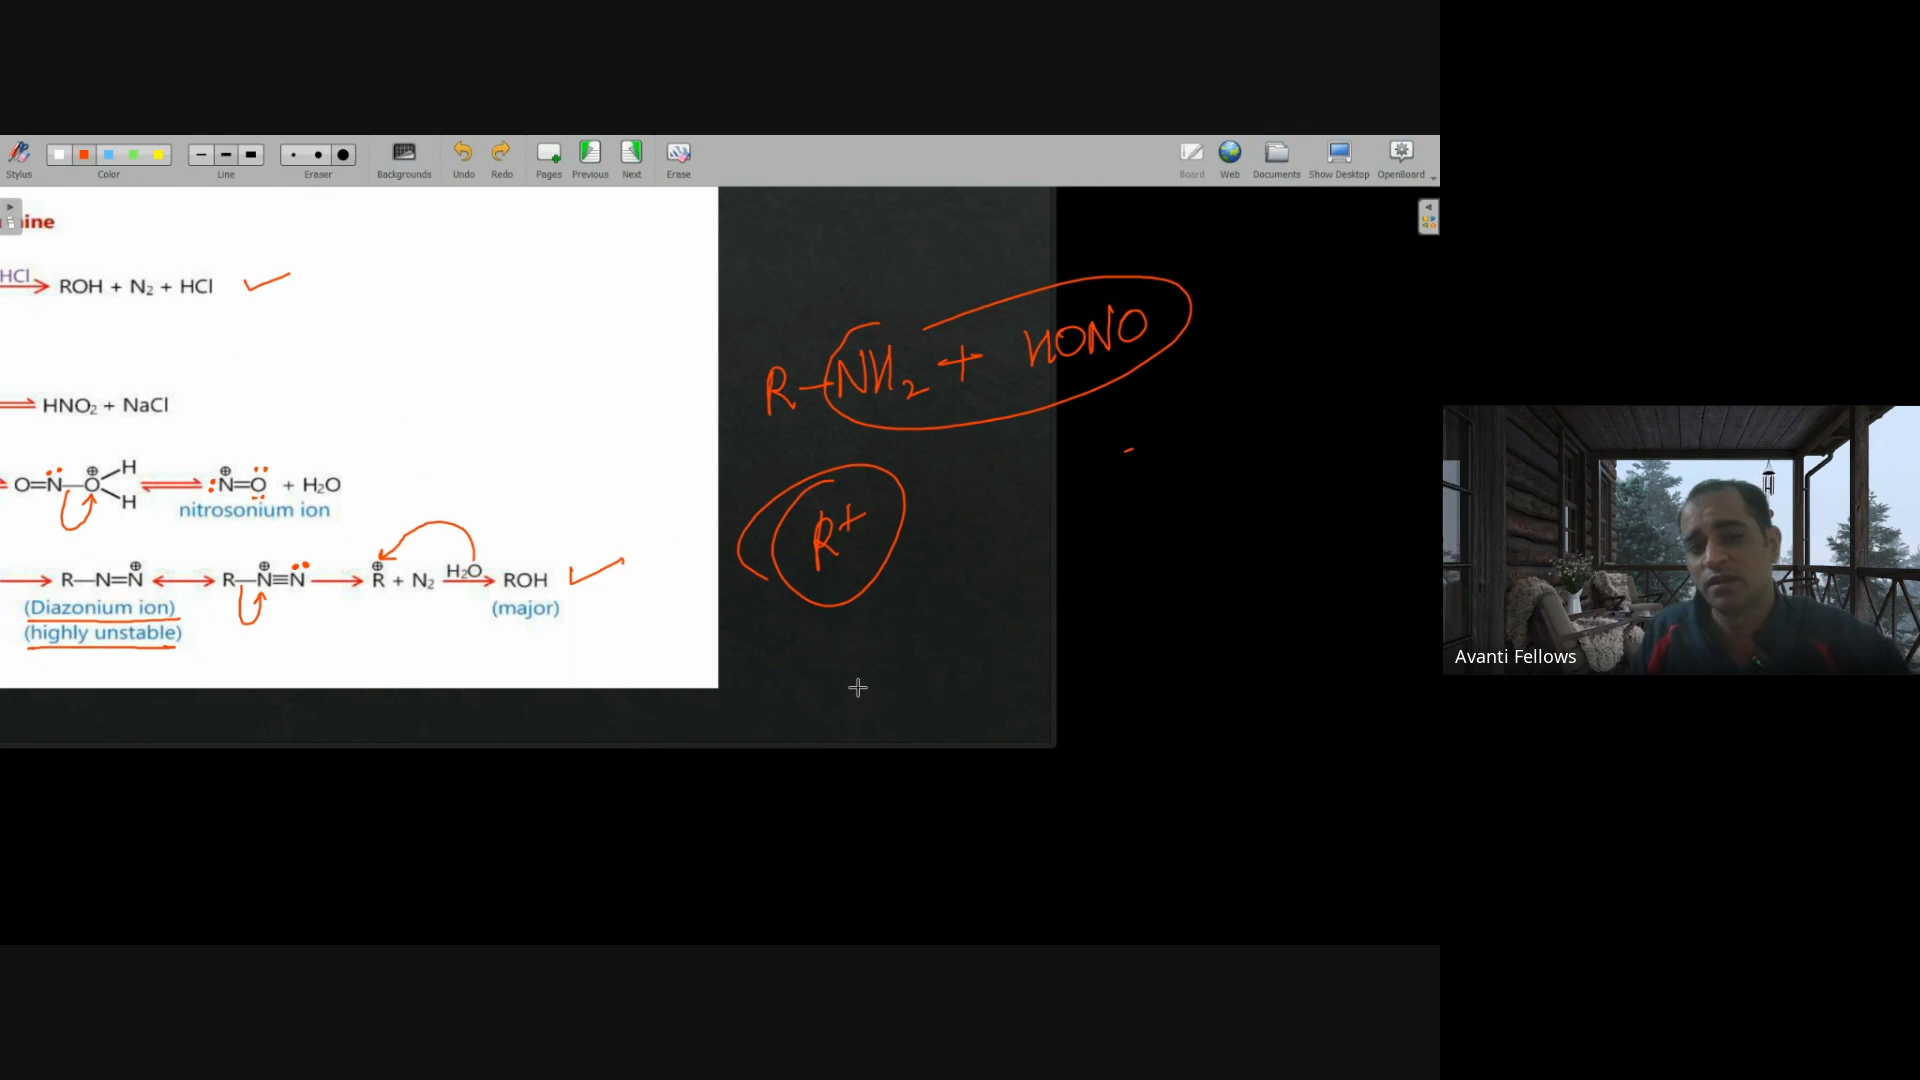 Stylus Color Line Eraser Backgrounds Undo Redo Pages Previous Next Erase Board Web Documents Show Desktop OpenBoard
ine
HCl → ROH + N₂ + HCl
R-NH₂ + HONO
⇌ HNO₂ + NaCl
O=N̈—O⊕ H H ⇌ :N⊕=Ö: + H₂O
nitrosonium ion
R⁺
→ R—N=N⊕ ↔ R—N⊕≡N: → R⊕ + N₂ H₂O → ROH
(Diazonium ion) (major)
(highly unstable)
Avanti Fellows